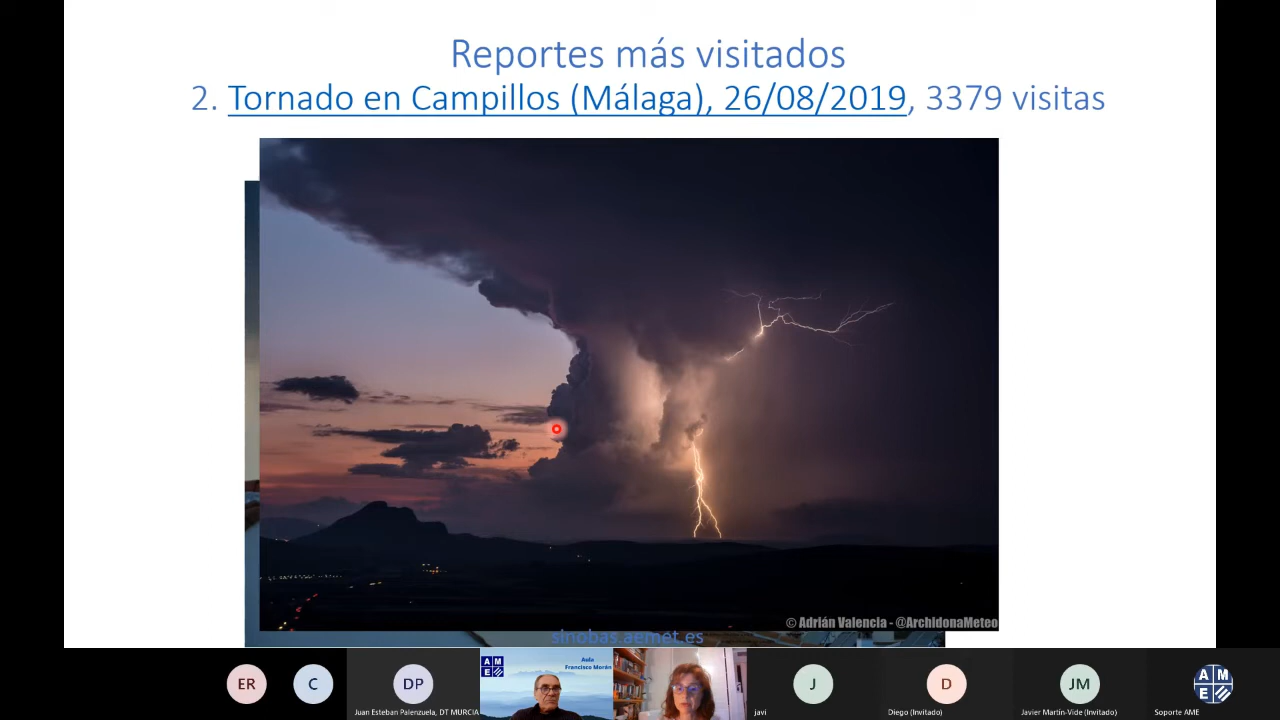 Reportes más visitados
2. Tornado en Campillos (Málaga), 26/08/2019, 3379 visitas
© Adrián Valencia - @ArchidonaMeteo
sinobas.aemet.es
ER
C
DP
Juan Esteban Palenzuela, DT MURCIA
A M
E
Aula
Francisco Morán
J
javi
D
Diego (Invitado)
JM
Javier Martín-Vide (Invitado)
A M
E
Soporte AME